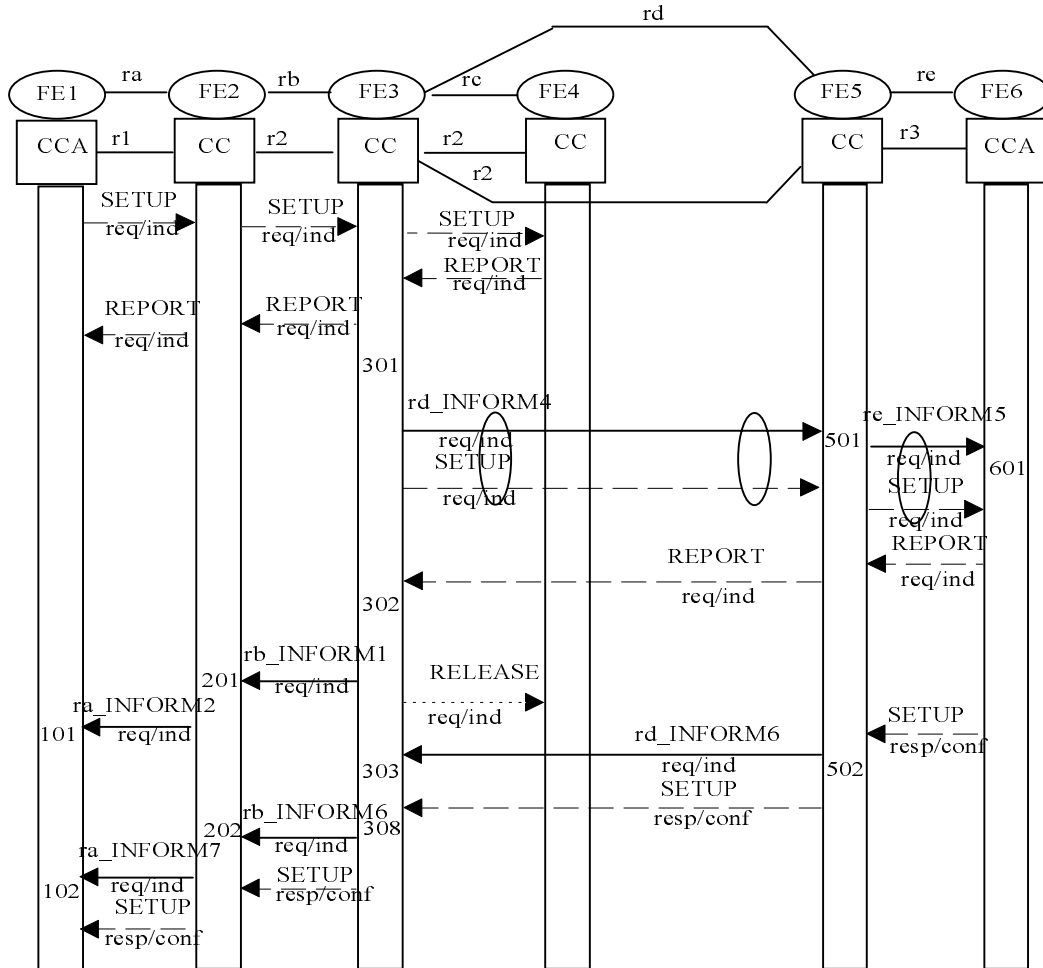 rd
ra
rb
rc
re
FE1
FE2
FE3
FE4
FE5
FE6
r1
r2
r2
r3
CCA
CC
CC
CC
CC
CCA
r2
SETUP
req/ind
SETUP
req/ind
SETUP
req/ind
REPORT
req/ind
REPORT
req/ind
REPORT
req/ind
301
rd_INFORM4
req/ind
501
re_INFORM5
req/ind
601
SETUP
req/ind
SETUP
req/ind
REPORT
req/ind
REPORT
req/ind
302
rb_INFORM1
req/ind
201
RELEASE
req/ind
ra_INFORM2
req/ind
101
SETUP
resp/conf
rd_INFORM6
req/ind
303
502
SETUP
resp/conf
rb_INFORM6
req/ind
308
202
ra_INFORM7
req/ind
102
SETUP
resp/conf
SETUP
resp/conf